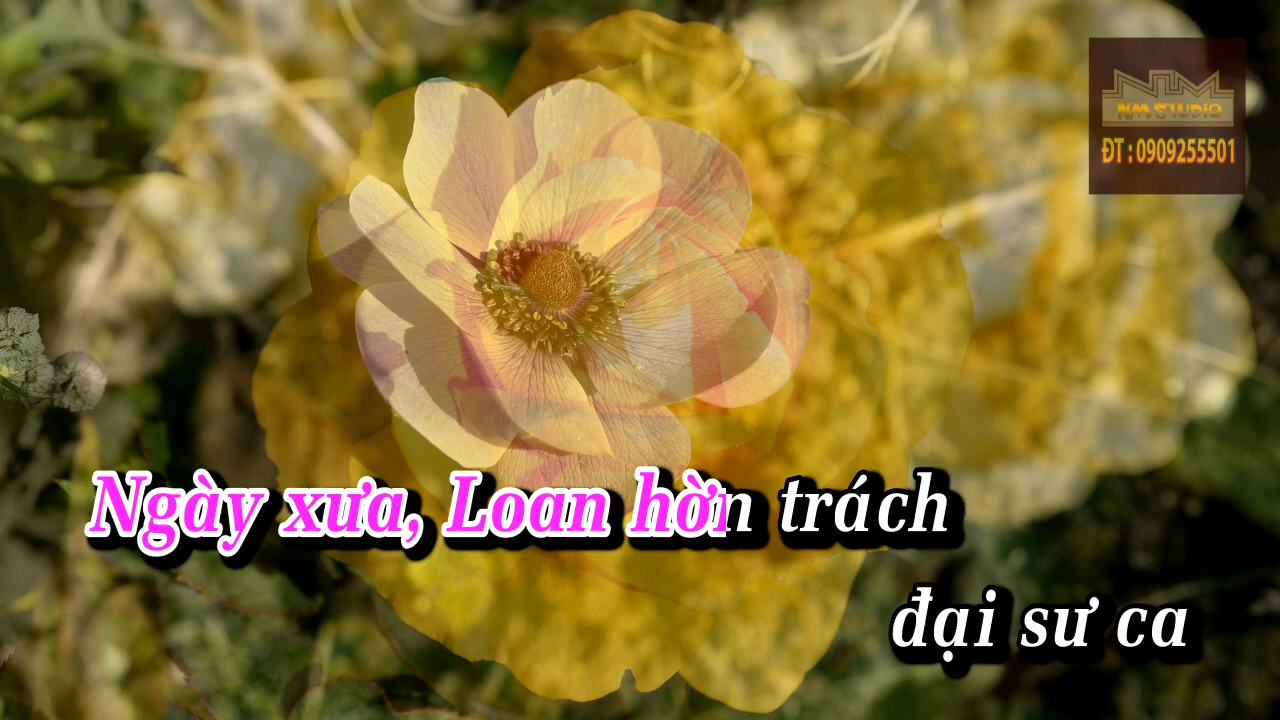 NM STUDIO
ĐT : 0909255501
Ngày xưa, Loan hờn trách
đại sư ca